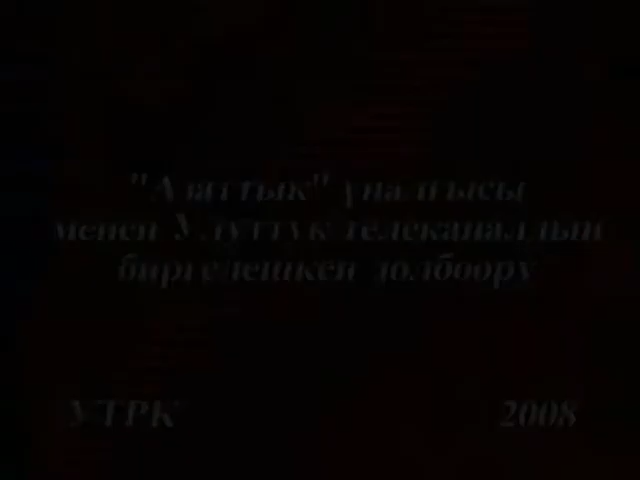 "Азаттык" үналгысы
менен Улуттук телеканалдын
биргелешкен долбоору
УТРК 2008